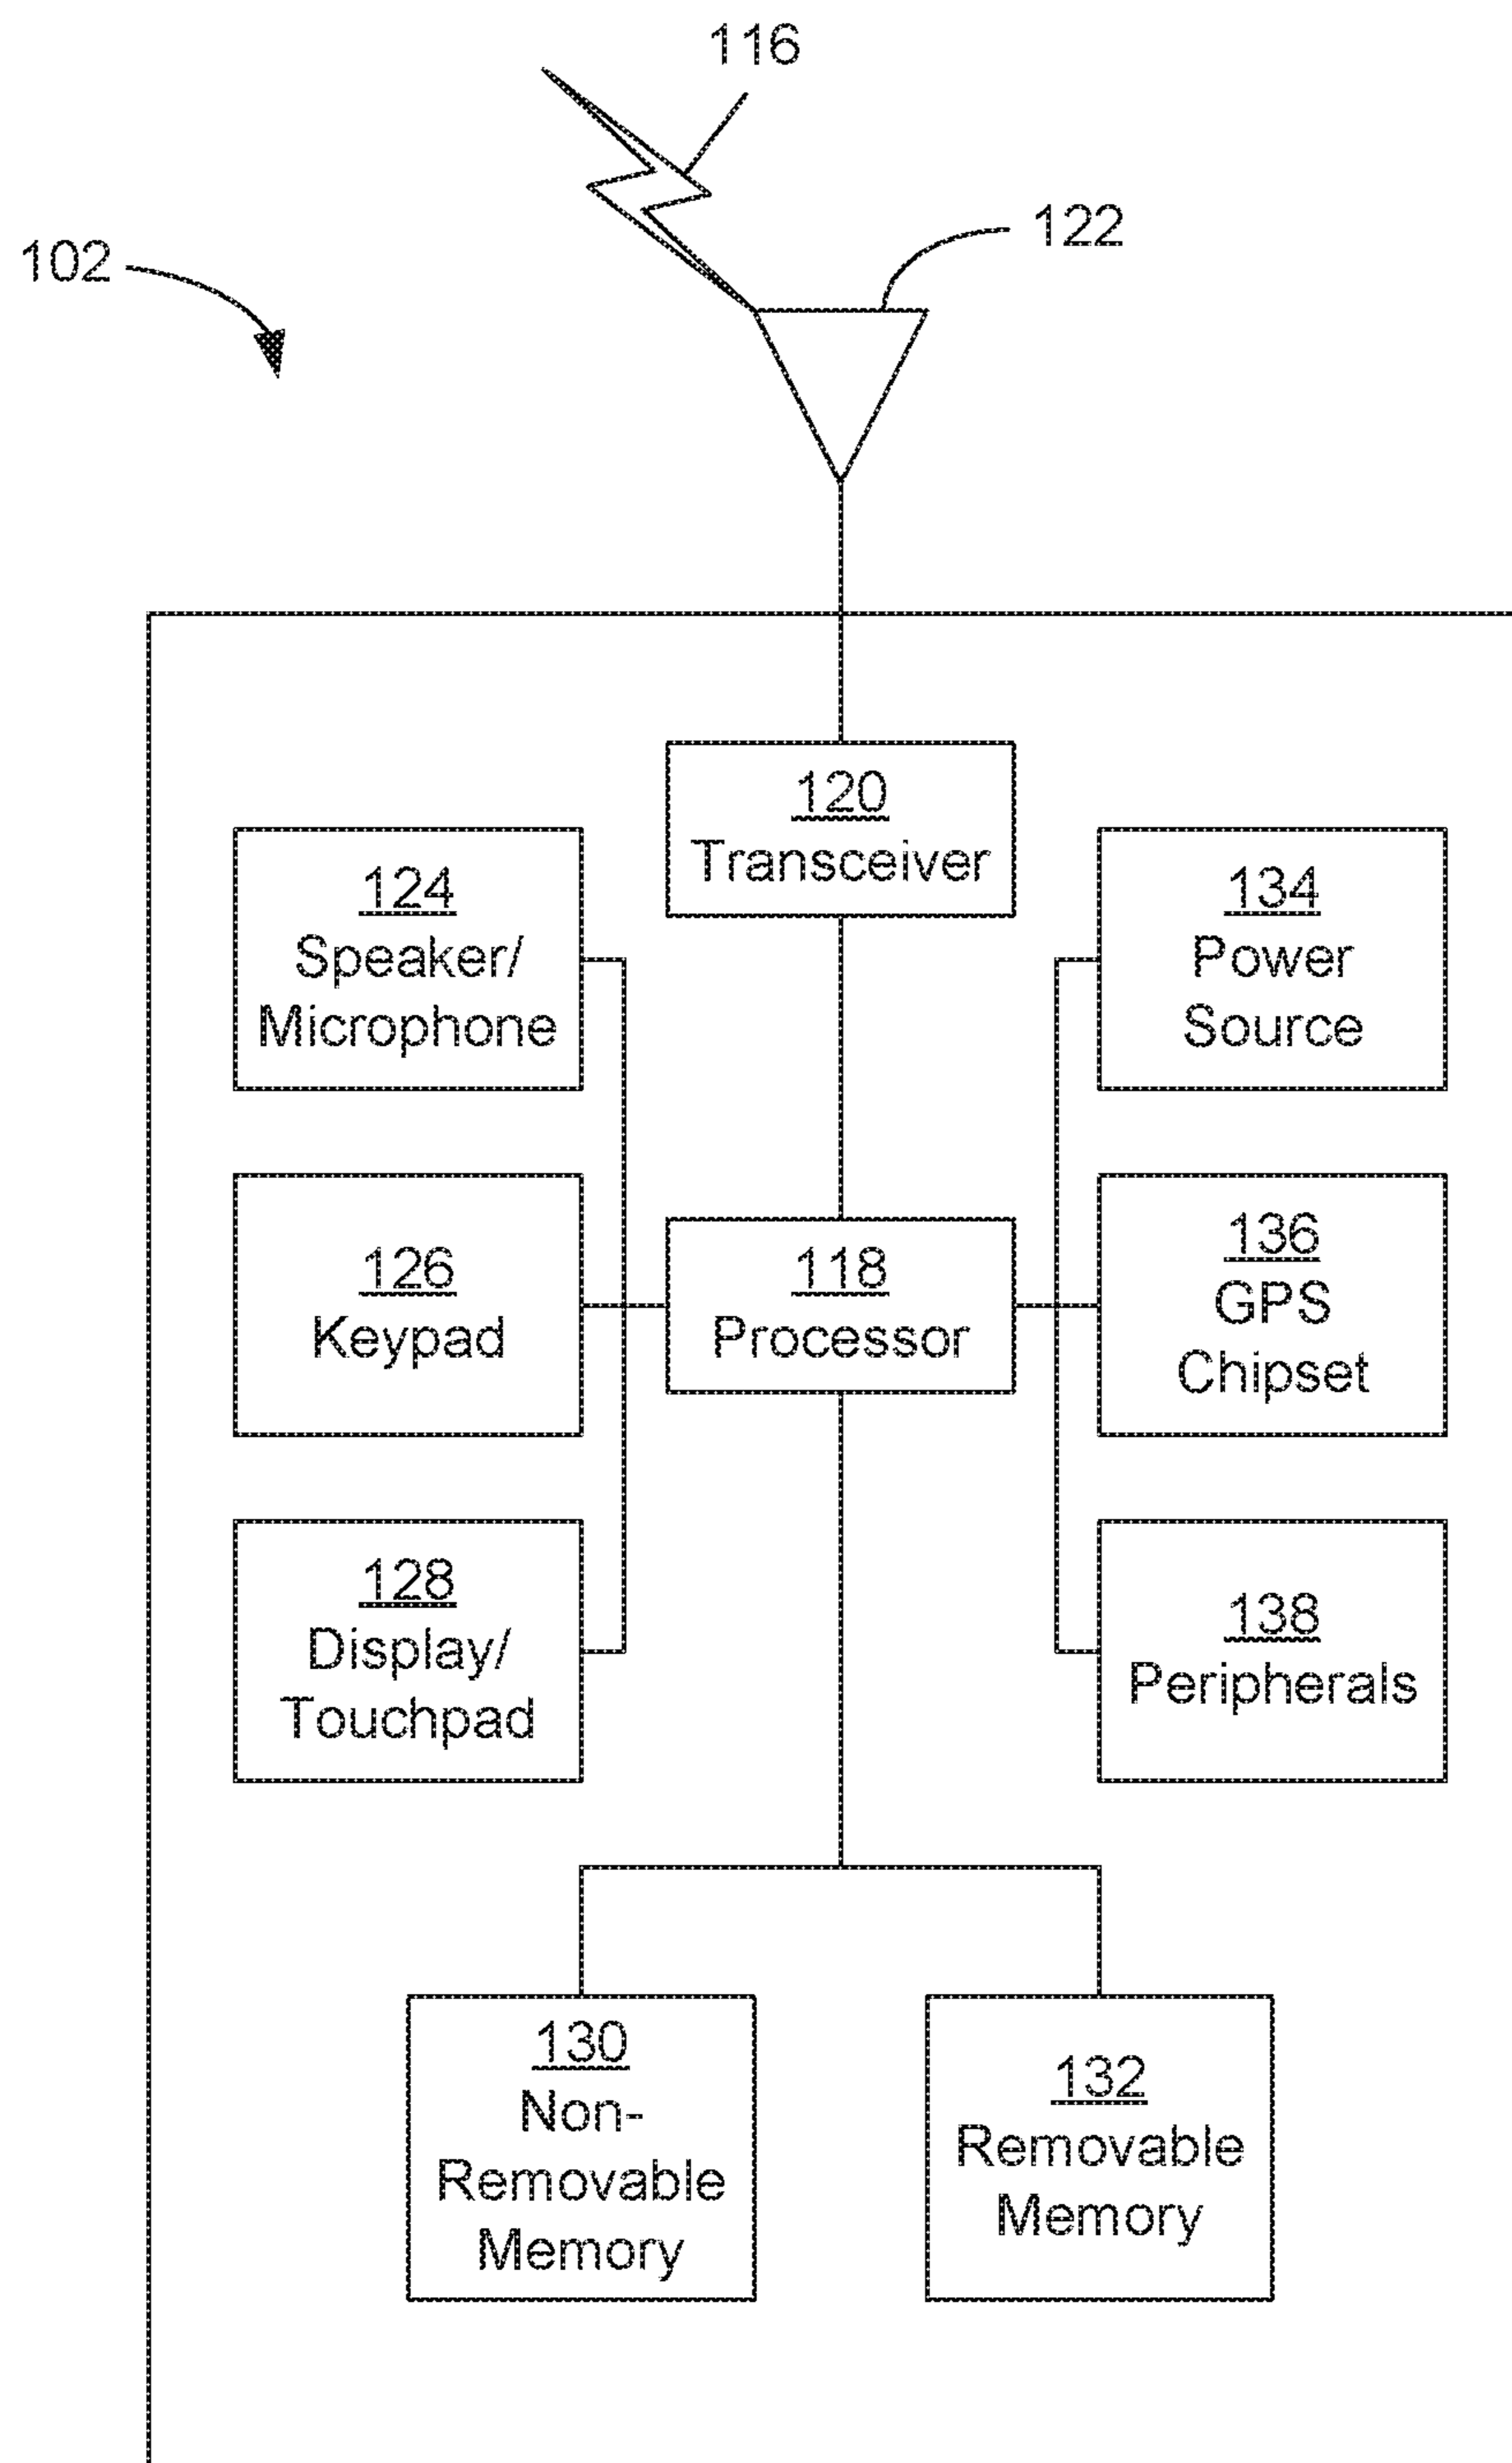 116
122
102
120
Transceiver
124
Speaker/
Microphone
134
Power
Source
126
Keypad
118
Processor
136
GPS
Chipset
128
Display/
Touchpad
138
Peripherals
130
Non-
Removable
Memory
132
Removable
Memory